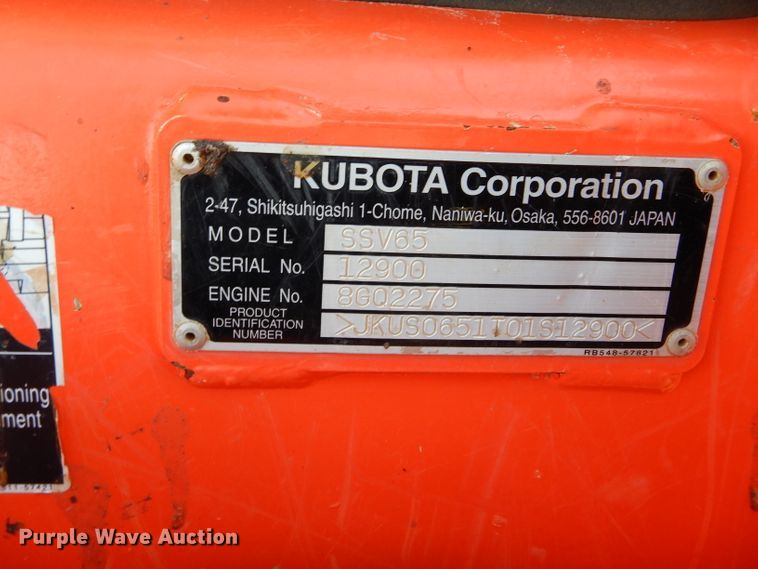 KUBOTA Corporation
2-47, Shikitsuhigashi 1-Chome, Naniwa-ku, Osaka, 556-8601 JAPAN
MODEL SSV65
SERIAL No. 12900
ENGINE No. 8GQ2275
PRODUCT IDENTIFICATION NUMBER >JKUS0651T01S12900<
RB548-57821
ioning
ment
57421
Purple Wave Auction®